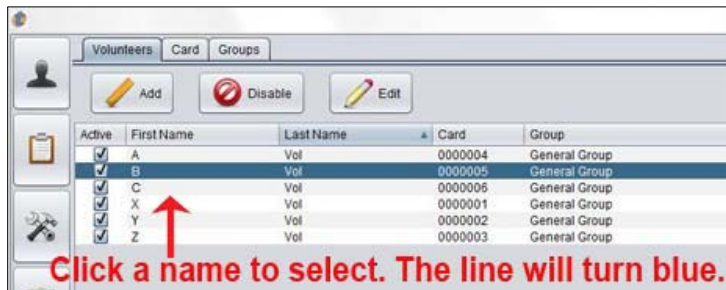 Volunteers Card Groups
Add Disable Edit
Active First Name Last Name Card Group
A Vol 0000004 General Group
B Vol 0000005 General Group
C Vol 0000006 General Group
X Vol 0000001 General Group
Y Vol 0000002 General Group
Z Vol 0000003 General Group
Click a name to select. The line will turn blue.